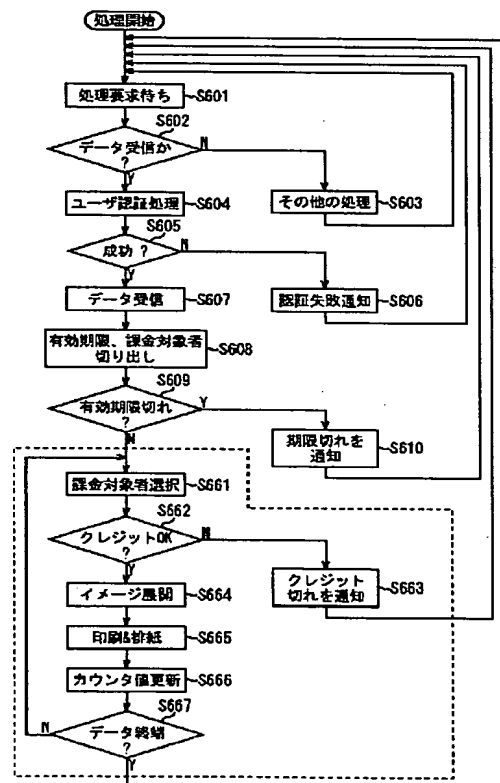 処理開始
処理要求待ち
S601
S602
データ受信か
?
N
Y
ユーザ認証処理
S604
その他の処理
S603
S605
成功?
N
Y
データ受信
S607
認証失敗通知
S606
有効期限、課金対象者
切り出し
S608
S609
有効期限切れ
?
Y
N
期限切れを
通知
S610
課金対象者選択
S661
S662
クレジットOK
?
N
Y
イメージ展開
S664
クレジット
切れを通知
S663
印刷&排紙
S665
カウンタ値更新
S666
S667
データ終端
?
N
Y